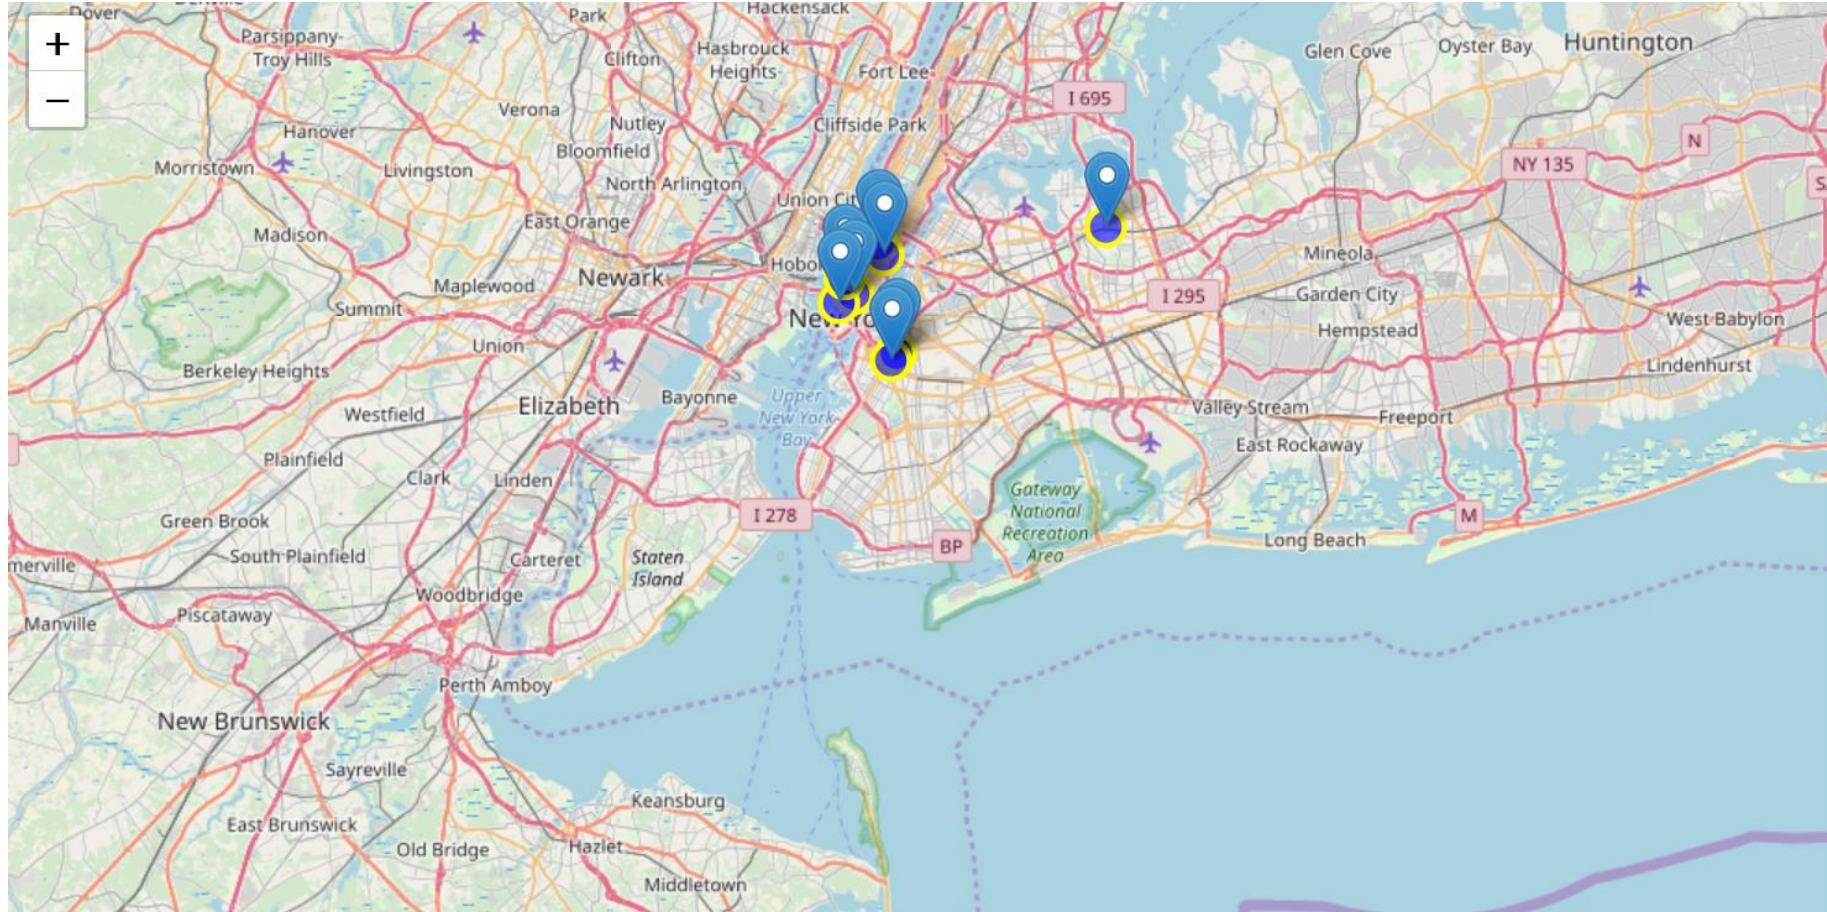 +
−
Dover
Parsippany-
Troy Hills
Park
Hackensack
Hasbrouck
Heights
Clifton
Fort Lee
Glen Cove
Oyster Bay
Huntington
I 695
Verona
Nutley
Cliffside Park
Hanover
Bloomfield
N
Morristown
Livingston
North Arlington
NY 135
Union Cit
East Orange
Madison
Mineola
Hobo
Newark
Maplewood
I 295
Garden City
Summit
New Yo
Hempstead
West Babylon
Union
Lindenhurst
Berkeley Heights
Elizabeth
Bayonne
Upper
New York
Bay
Westfield
Valley Stream
Freeport
East Rockaway
Plainfield
Clark
Linden
Gateway
National
Recreation
Area
I 278
M
Green Brook
BP
Long Beach
South Plainfield
Carteret
Staten
Island
merville
Woodbridge
Piscataway
Manville
Perth Amboy
New Brunswick
Sayreville
Keansburg
East Brunswick
Old Bridge
Hazlet
Middletown